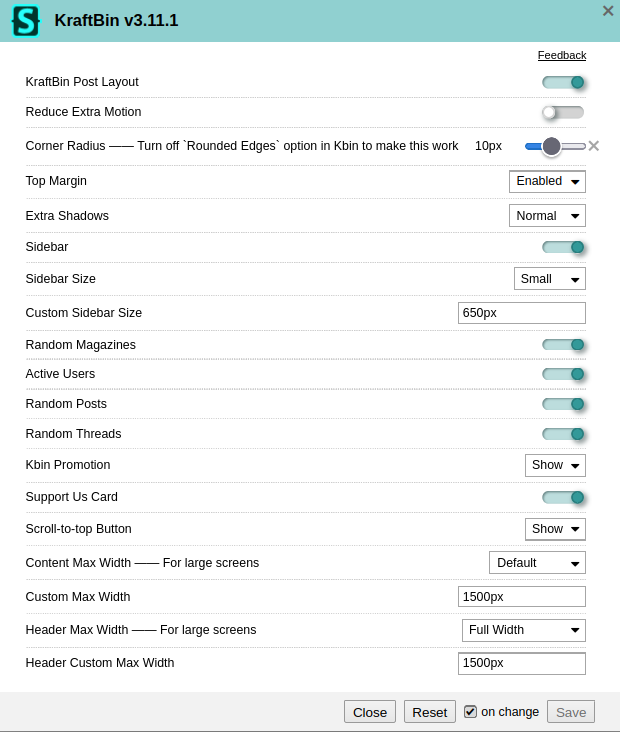 KraftBin v3.11.1
Feedback
KraftBin Post Layout
Reduce Extra Motion
Corner Radius —— Turn off `Rounded Edges` option in Kbin to make this work 10px
Top Margin Enabled
Extra Shadows Normal
Sidebar
Sidebar Size Small
Custom Sidebar Size 650px
Random Magazines
Active Users
Random Posts
Random Threads
Kbin Promotion Show
Support Us Card
Scroll-to-top Button Show
Content Max Width —— For large screens Default
Custom Max Width 1500px
Header Max Width —— For large screens Full Width
Header Custom Max Width 1500px
Close Reset on change Save